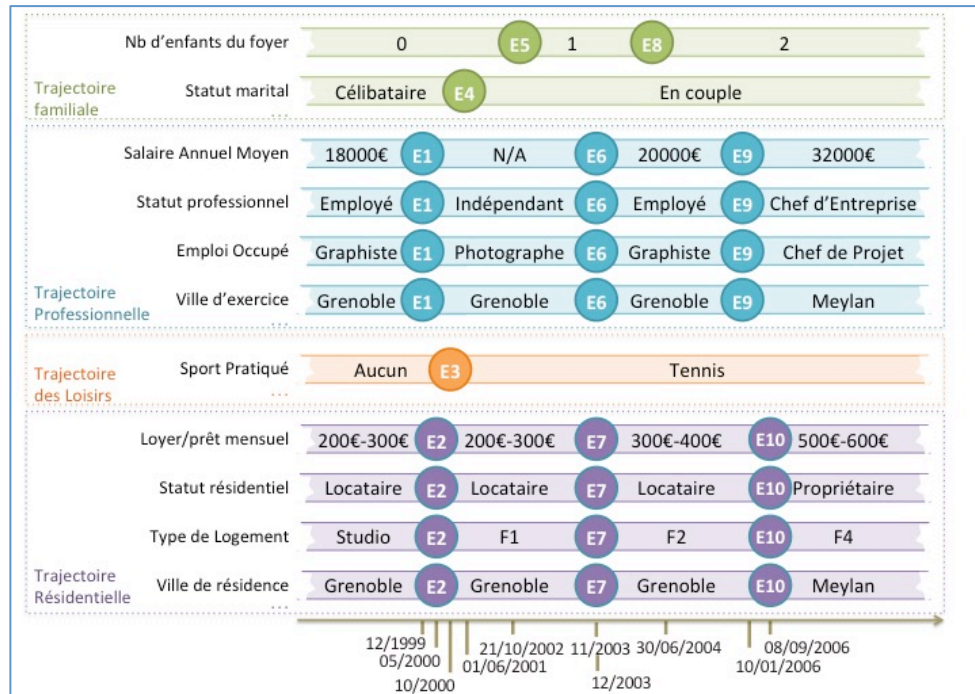 Nb d'enfants du foyer 0 E5 1 E8 2
Trajectoire familiale
Statut marital Célibataire E4 En couple
...
Salaire Annuel Moyen 18000€ E1 N/A E6 20000€ E9 32000€
Statut professionnel Employé E1 Indépendant E6 Employé E9 Chef d'Entreprise
Emploi Occupé Graphiste E1 Photographe E6 Graphiste E9 Chef de Projet
Trajectoire Professionnelle
Ville d'exercice Grenoble E1 Grenoble E6 Grenoble E9 Meylan
...
Trajectoire des Loisirs
Sport Pratiqué Aucun E3 Tennis
...
Loyer/prêt mensuel 200€-300€ E2 200€-300€ E7 300€-400€ E10 500€-600€
Statut résidentiel Locataire E2 Locataire E7 Locataire E10 Propriétaire
Type de Logement Studio E2 F1 E7 F2 E10 F4
Trajectoire Résidentielle
Ville de résidence Grenoble E2 Grenoble E7 Grenoble E10 Meylan
...
12/1999 21/10/2002 11/2003 30/06/2004 08/09/2006
05/2000 01/06/2001 10/01/2006
10/2000 12/2003